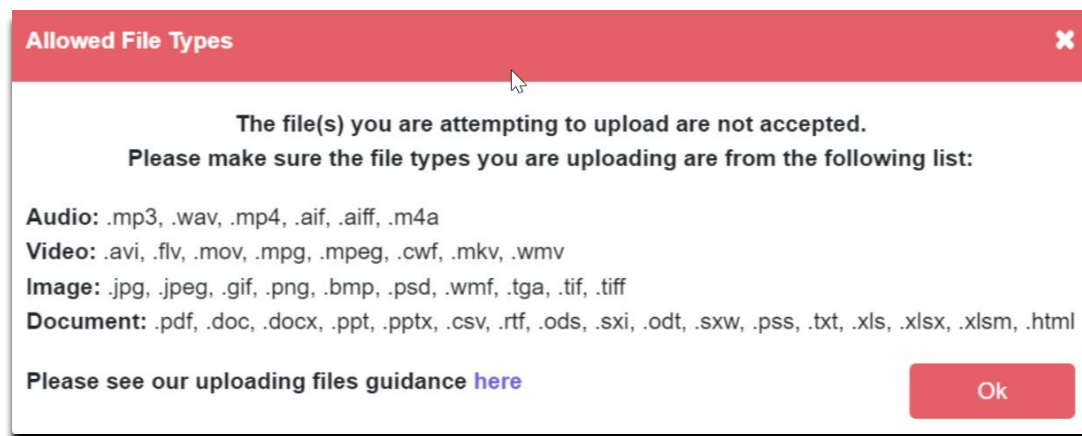 Allowed File Types
The file(s) you are attempting to upload are not accepted.
Please make sure the file types you are uploading are from the following list:
Audio: .mp3, .wav, .mp4, .aif, .aiff, .m4a
Video: .avi, .flv, .mov, .mpg, .mpeg, .cwf, .mkv, .wmv
Image: .jpg, .jpeg, .gif, .png, .bmp, .psd, .wmf, .tga, .tif, .tiff
Document: .pdf, .doc, .docx, .ppt, .pptx, .csv, .rtf, .ods, .sxi, .odt, .sxw, .pss, .txt, .xls, .xlsx, .xlsm, .html
Please see our uploading files guidance here
Ok